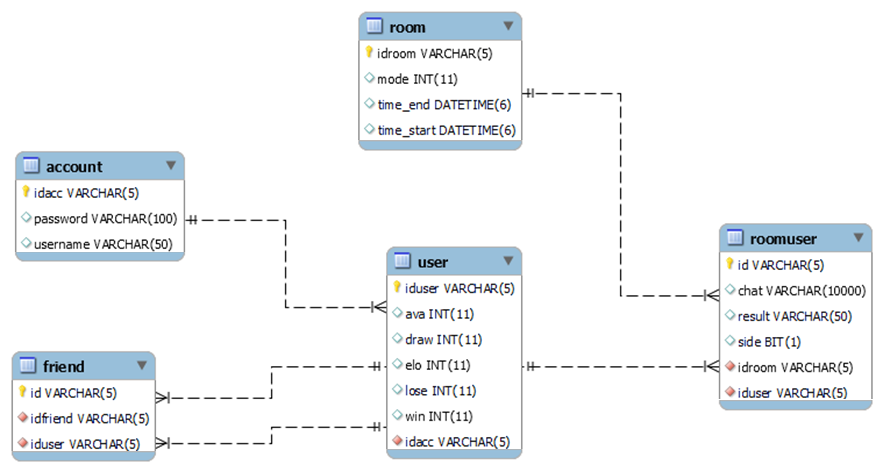 room
idroom VARCHAR(5)
mode INT(11)
time_end DATETIME(6)
time_start DATETIME(6)
account
idacc VARCHAR(5)
password VARCHAR(100)
username VARCHAR(50)
user
iduser VARCHAR(5)
ava INT(11)
draw INT(11)
elo INT(11)
lose INT(11)
win INT(11)
idacc VARCHAR(5)
friend
id VARCHAR(5)
idfriend VARCHAR(5)
iduser VARCHAR(5)
roomuser
id VARCHAR(5)
chat VARCHAR(10000)
result VARCHAR(50)
side BIT(1)
idroom VARCHAR(5)
iduser VARCHAR(5)